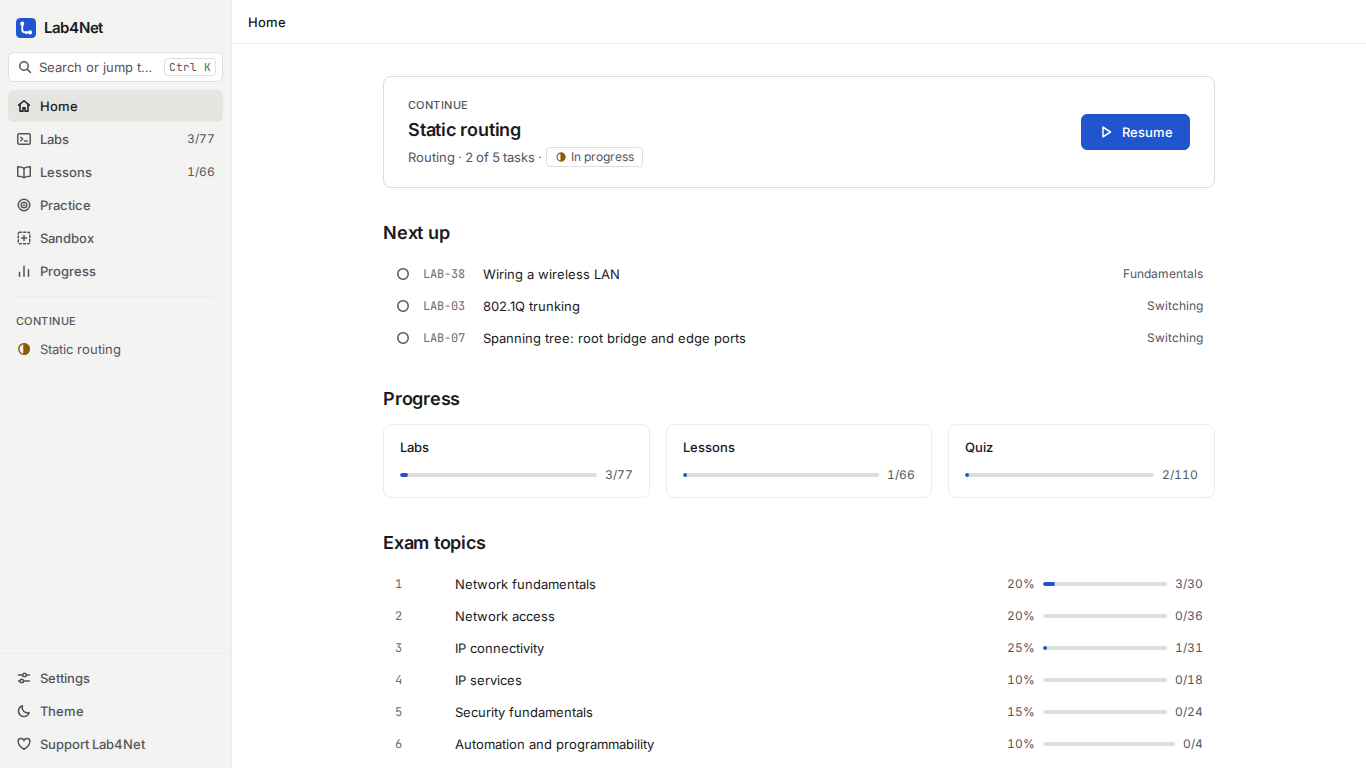 Lab4Net
Search or jump t... Ctrl K
Home
Labs 3/77
Lessons 1/66
Practice
Sandbox
Progress
CONTINUE
Static routing
Settings
Theme
Support Lab4Net
Home
CONTINUE
Static routing
Routing · 2 of 5 tasks · In progress
Resume
Next up
LAB-38 Wiring a wireless LAN Fundamentals
LAB-03 802.1Q trunking Switching
LAB-07 Spanning tree: root bridge and edge ports Switching
Progress
Labs
3/77
Lessons
1/66
Quiz
2/110
Exam topics
1 Network fundamentals 20% 3/30
2 Network access 20% 0/36
3 IP connectivity 25% 1/31
4 IP services 10% 0/18
5 Security fundamentals 15% 0/24
6 Automation and programmability 10% 0/4